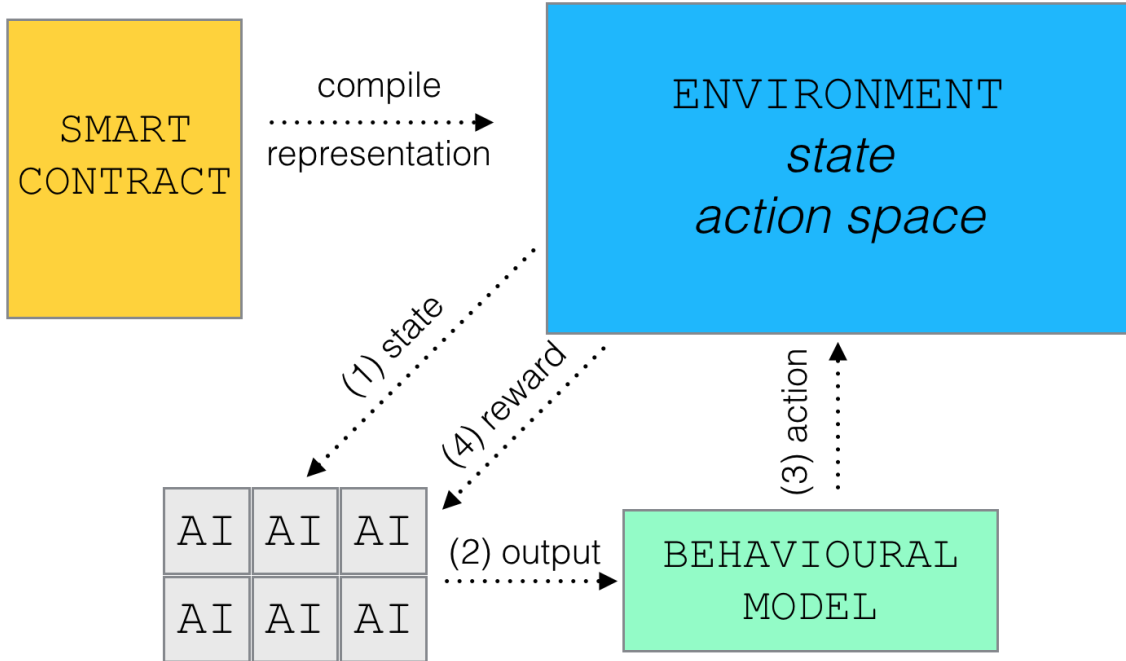 SMART
CONTRACT
compile
representation
ENVIRONMENT
state
action space
(1) state
(4) reward
(3) action
AI AI AI
AI AI AI
(2) output
BEHAVIOURAL
MODEL